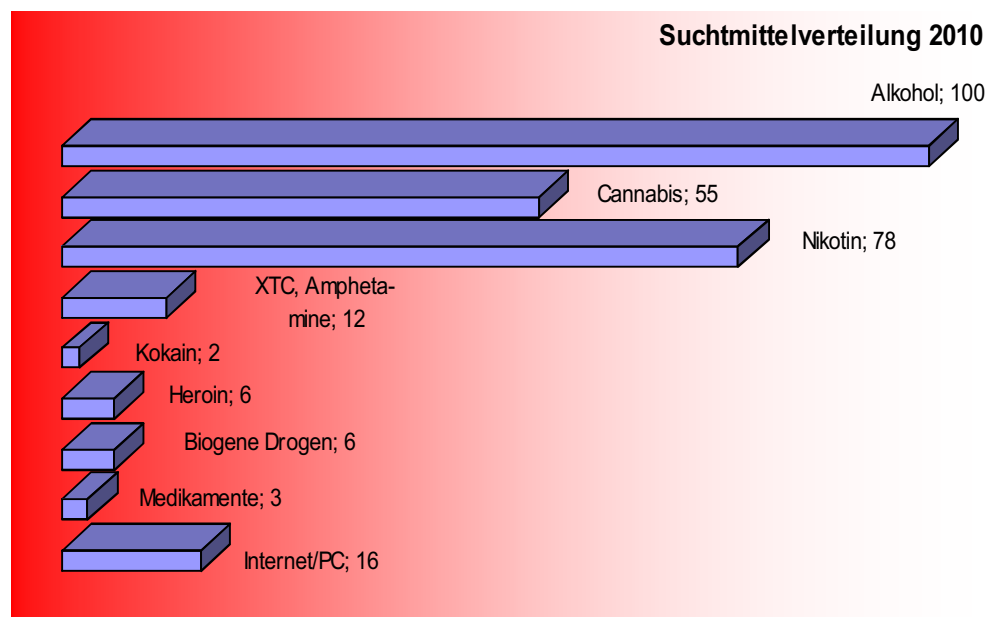 Suchtmittelverteilung 2010
Alkohol; 100
Cannabis; 55
Nikotin; 78
XTC, Ampheta-
mine; 12
Kokain; 2
Heroin; 6
Biogene Drogen; 6
Medikamente; 3
Internet/PC; 16